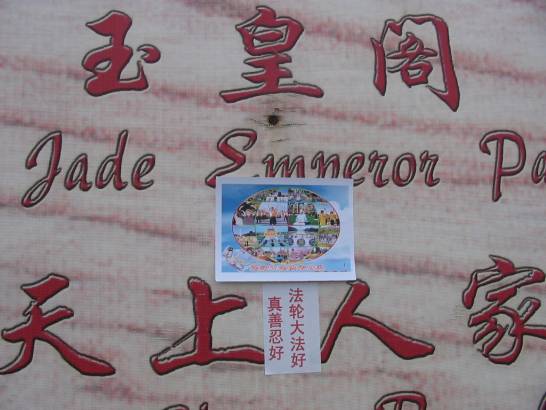 玉皇阁
Jade Emperor Pa
天上人家
法轮大法好
真善忍好